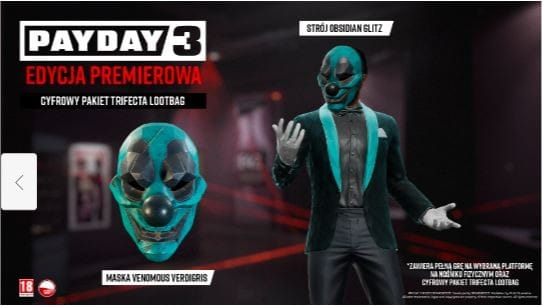 PAYDAY 3
STRÓJ OBSIDIAN GLITZ
EDYCJA PREMIEROWA
CYFROWY PAKIET TRIFECTA LOOTBAG
MASKA VENOMOUS VERDIGRIS
18
*ZAWIERA PEŁNĄ GRĘ NA WYBRANĄ PLATFORMĘ
NA NOŚNIKU FIZYCZNYM ORAZ
CYFROWY PAKIET TRIFECTA LOOTBAG